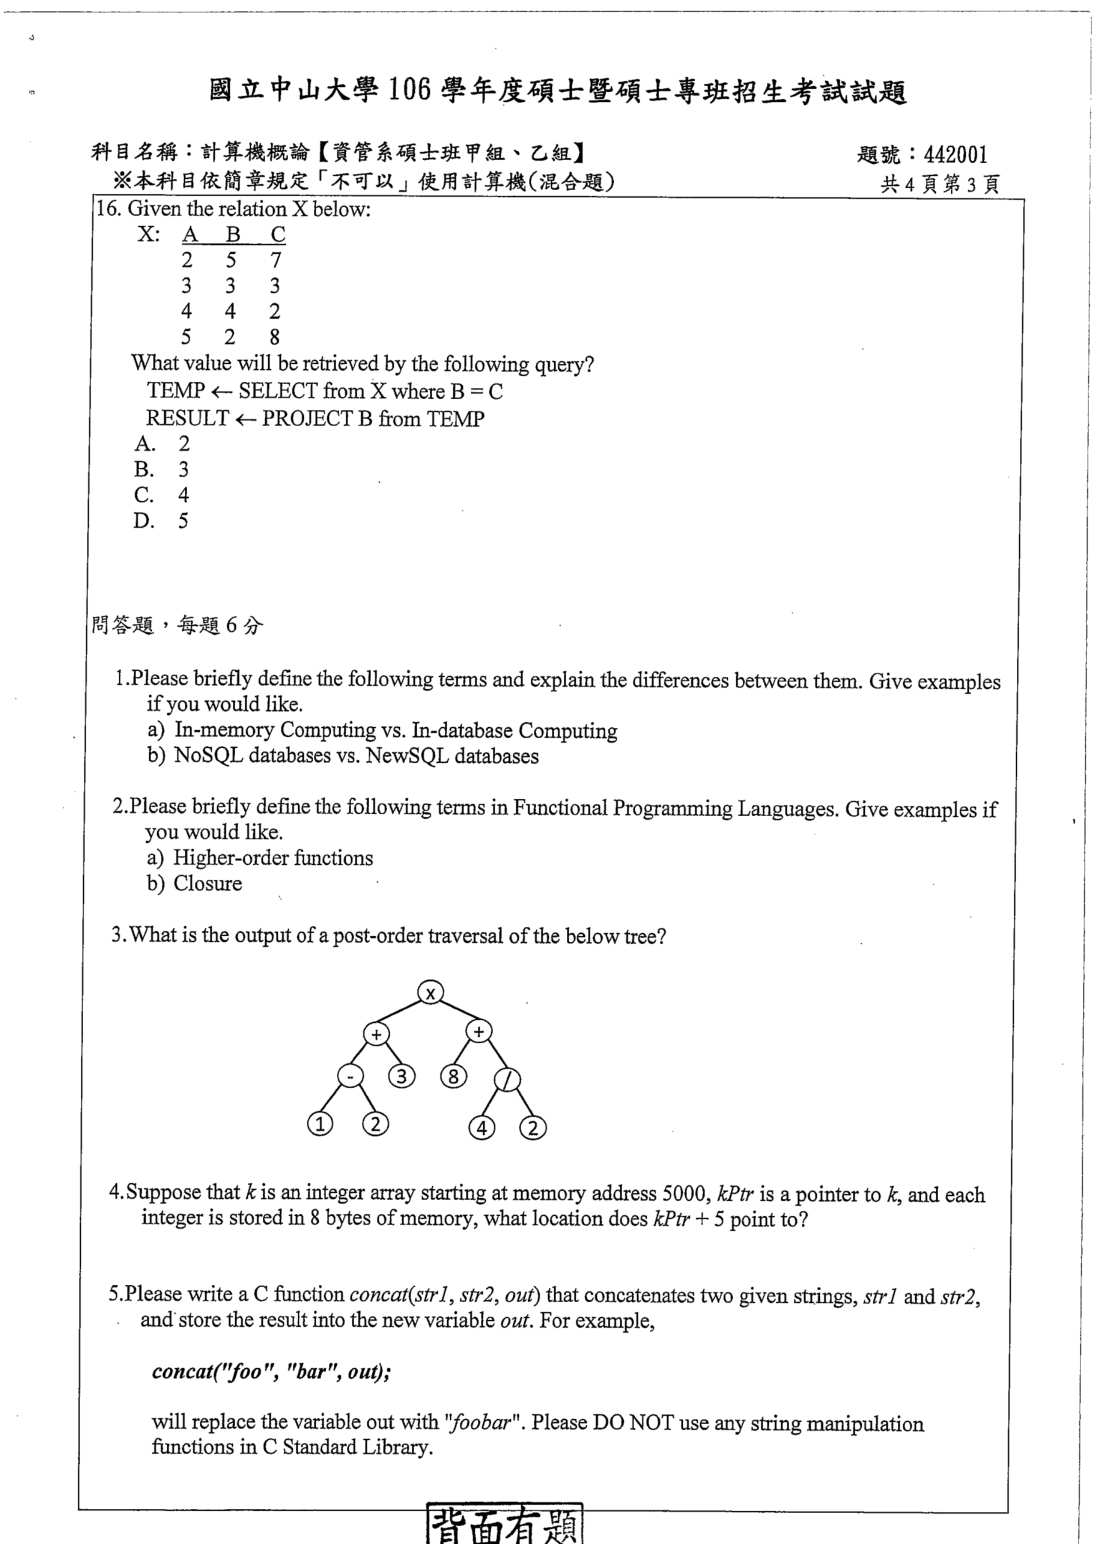 國立中山大學 106 學年度碩士暨碩士專班招生考試試題
科目名稱：計算機概論【資管系碩士班甲組、乙組】
題號：442001
※本科目依簡章規定「不可以」使用計算機(混合題)
共 4 頁第 3 頁
16. Given the relation X below:
X: A B C
2 5 7
3 3 3
4 4 2
5 2 8
What value will be retrieved by the following query?
TEMP ← SELECT from X where B = C
RESULT ← PROJECT B from TEMP
A. 2
B. 3
C. 4
D. 5
問答題，每題 6 分
1.Please briefly define the following terms and explain the differences between them. Give examples
if you would like.
a) In-memory Computing vs. In-database Computing
b) NoSQL databases vs. NewSQL databases
2.Please briefly define the following terms in Functional Programming Languages. Give examples if
you would like.
a) Higher-order functions
b) Closure
3.What is the output of a post-order traversal of the below tree?
x
+ +
- 3 8 /
1 2 4 2
4.Suppose that k is an integer array starting at memory address 5000, kPtr is a pointer to k, and each
integer is stored in 8 bytes of memory, what location does kPtr + 5 point to?
5.Please write a C function concat(str1, str2, out) that concatenates two given strings, str1 and str2,
and store the result into the new variable out. For example,
concat("foo", "bar", out);
will replace the variable out with "foobar". Please DO NOT use any string manipulation
functions in C Standard Library.
背面有題